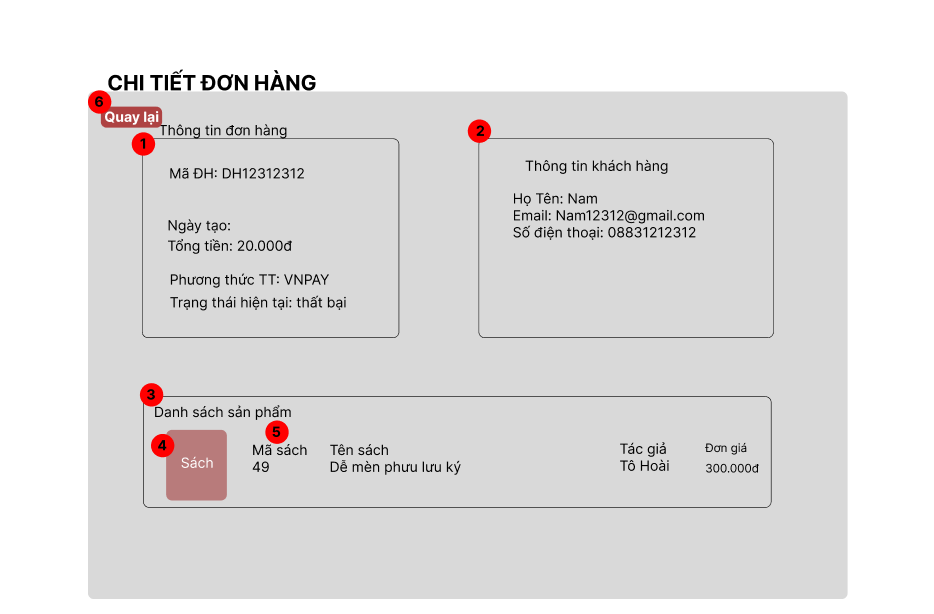 CHI TIẾT ĐƠN HÀNG
6
Quay lại
Thông tin đơn hàng
1
Mã ĐH: DH12312312
Ngày tạo:
Tổng tiền: 20.000đ
Phương thức TT: VNPAY
Trạng thái hiện tại: thất bại
2
Thông tin khách hàng
Họ Tên: Nam
Email: Nam12312@gmail.com
Số điện thoại: 08831212312
3
Danh sách sản phẩm
4
Sách
5
Mã sách
49
Tên sách
Dễ mèn phưu lưu ký
Tác giả
Tô Hoài
Đơn giá
300.000đ